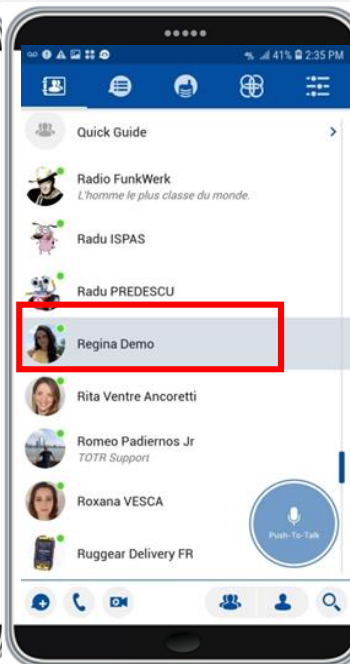 41% 2:35 PM
Quick Guide
Radio FunkWerk
L'homme le plus classe du monde.
Radu ISPAS
Radu PREDESCU
Regina Demo
Rita Ventre Ancoretti
Romeo Padiernos Jr
TOTR Support
Roxana VESCA
Push-To-Talk
Ruggear Delivery FR